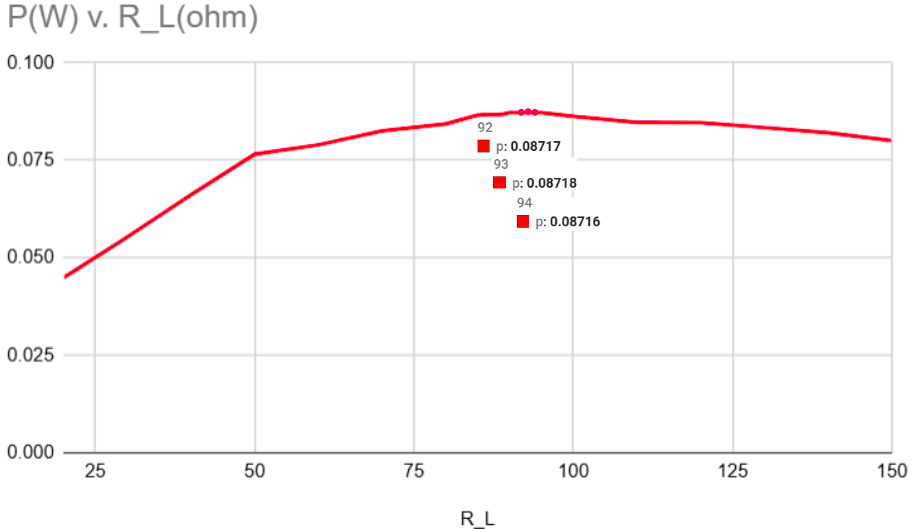 P(W) v. R_L(ohm)
0.100
0.075
0.050
0.025
0.000
92
p: 0.08717
93
p: 0.08718
94
p: 0.08716
25 50 75 100 125 150
R_L